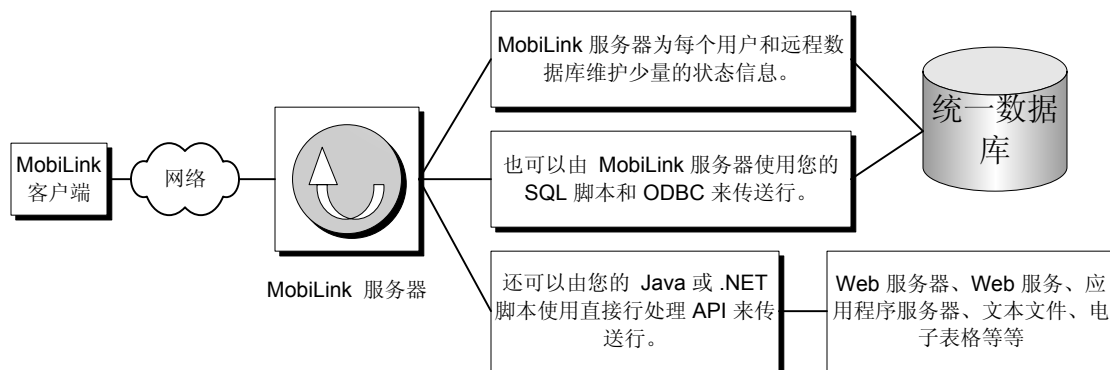 MobiLink
客户端
网络
MobiLink 服务器
MobiLink 服务器为每个用户和远程数
据库维护少量的状态信息。
也可以由 MobiLink 服务器使用您的
SQL 脚本和 ODBC 来传送行。
还可以由您的 Java 或 .NET
脚本使用直接行处理 API 来传
送行。
统一数据
库
Web 服务器、Web 服务、应
用程序服务器、文本文件、电
子表格等等